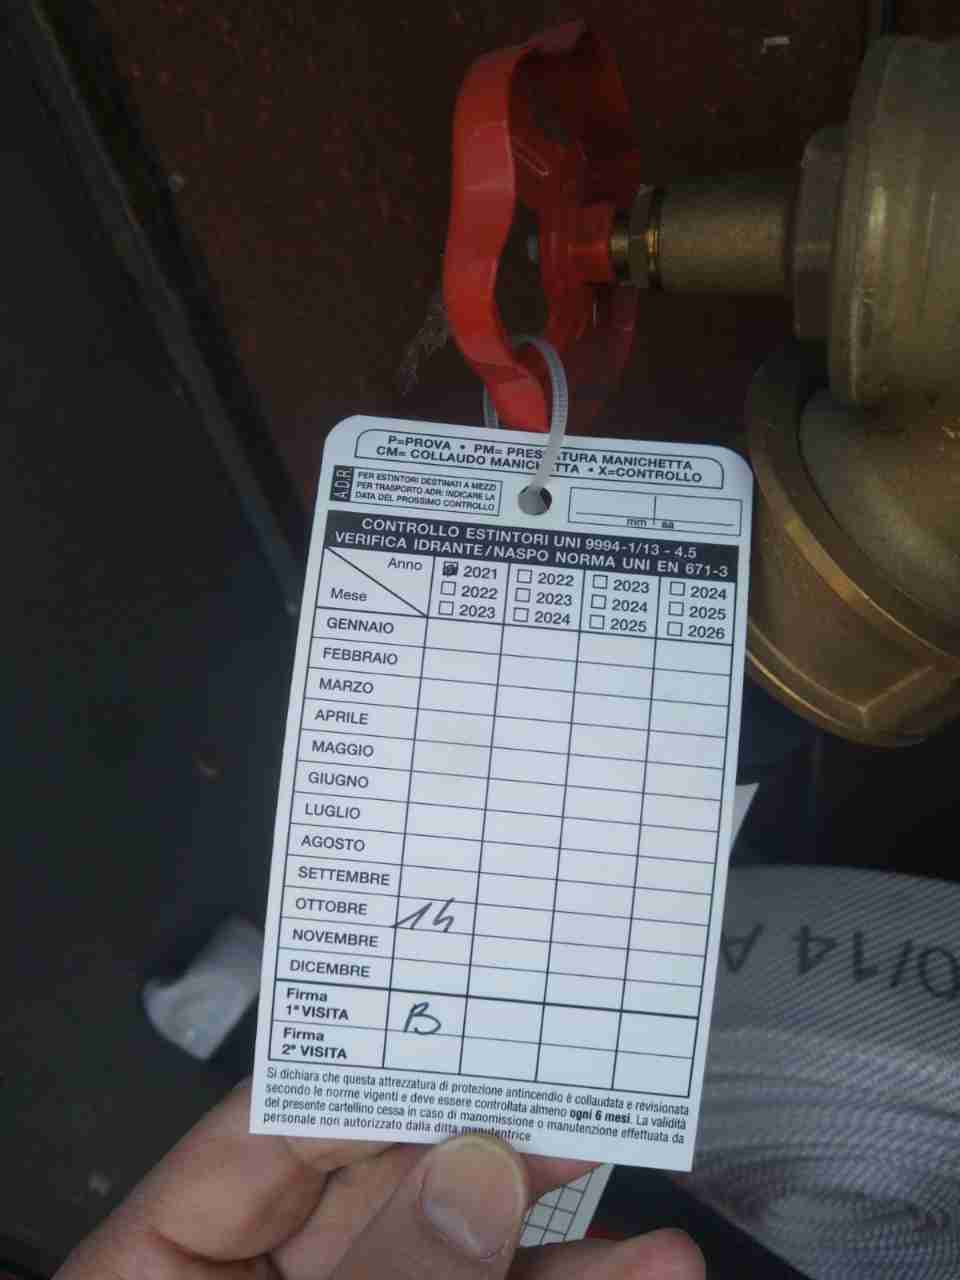 P=PROVA • PM= PRESSATURA MANICHETTA
CM= COLLAUDO MANICHETTA • X=CONTROLLO
A.D.R.
PER ESTINTORI DESTINATI A MEZZI
PER TRASPORTO ADR: INDICARE LA
DATA DEL PROSSIMO CONTROLLO
mm aa
CONTROLLO ESTINTORI UNI 9994-1/13 - 4.5
VERIFICA IDRANTE/NASPO NORMA UNI EN 671-3
Anno
Mese
2021 2022 2023 2024
2022 2023 2024 2025
2023 2024 2025 2026
GENNAIO
FEBBRAIO
MARZO
APRILE
MAGGIO
GIUGNO
LUGLIO
AGOSTO
SETTEMBRE
OTTOBRE
NOVEMBRE
DICEMBRE
Firma
1ª VISITA
Firma
2ª VISITA
Si dichiara che questa attrezzatura di protezione antincendio è collaudata e revisionata
secondo le norme vigenti e deve essere controllata almeno ogni 6 mesi. La validità
del presente cartellino cessa in caso di manomissione o manutenzione effettuata da
personale non autorizzato dalla ditta manutentrice
0/14 A